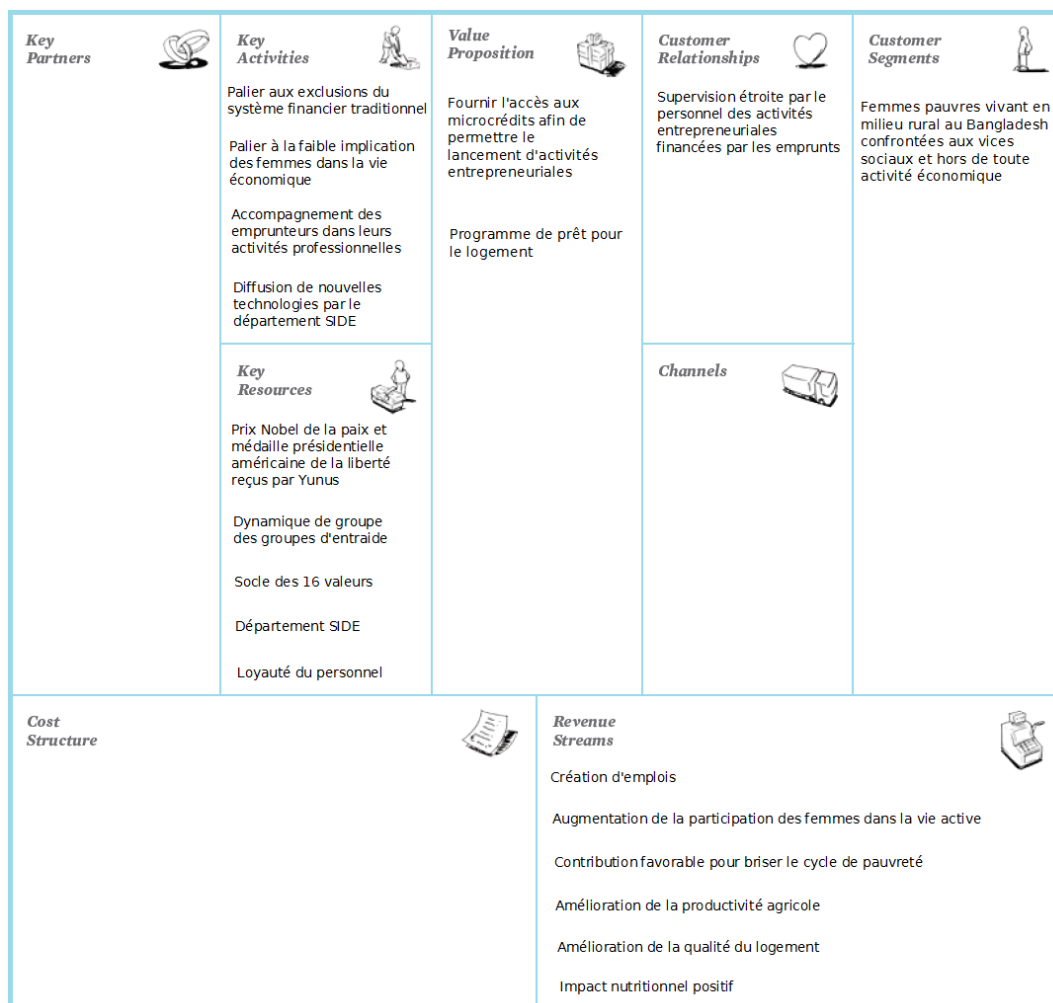 Key
Partners
Key
Activities
Palier aux exclusions du
système financier traditionnel
Palier à la faible implication
des femmes dans la vie
économique
Accompagnement des
emprunteurs dans leurs
activités professionnelles
Diffusion de nouvelles
technologies par le
département SIDE
Key
Resources
Prix Nobel de la paix et
médaille présidentielle
américaine de la liberté
reçus par Yunus
Dynamique de groupe
des groupes d'entraide
Socle des 16 valeurs
Département SIDE
Loyauté du personnel
Value
Proposition
Fournir l'accès aux
microcrédits afin de
permettre le
lancement d'activités
entrepreneuriales
Programme de prêt pour
le logement
Customer
Relationships
Supervision étroite par le
personnel des activités
entrepreneuriales
financées par les emprunts
Channels
Customer
Segments
Femmes pauvres vivant en
milieu rural au Bangladesh
confrontées aux vices
sociaux et hors de toute
activité économique
Cost
Structure
Revenue
Streams
Création d'emplois
Augmentation de la participation des femmes dans la vie active
Contribution favorable pour briser le cycle de pauvreté
Amélioration de la productivité agricole
Amélioration de la qualité du logement
Impact nutritionnel positif